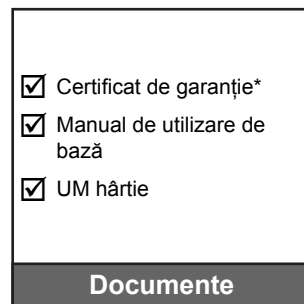 Certificat de garanție*
Manual de utilizare de
bază
UM hârtie
Documente